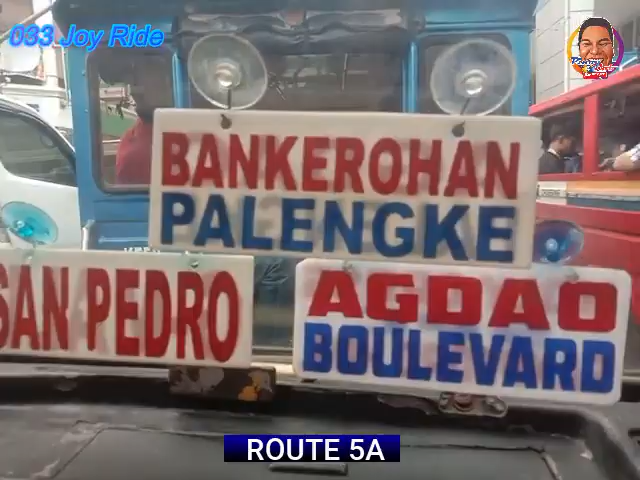 033 Joy Ride
BANKEROHAN
PALENGKE
SAN PEDRO
AGDAO
BOULEVARD
ROUTE 5A